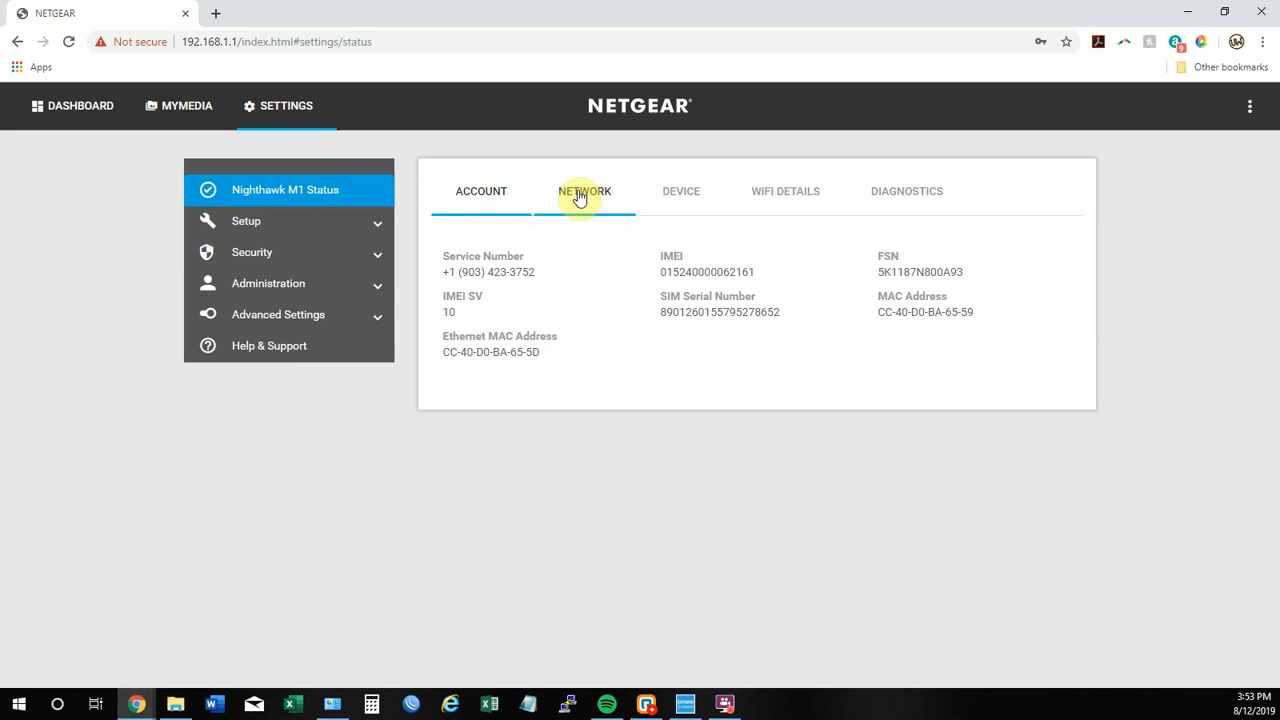 NETGEAR
Not secure 192.168.1.1/index.html#settings/status
9
Apps
Other bookmarks
DASHBOARD MYMEDIA SETTINGS
NETGEAR®
Nighthawk M1 Status
Setup
Security
Administration
Advanced Settings
Help & Support
ACCOUNT NETWORK DEVICE WIFI DETAILS DIAGNOSTICS
Service Number
+1 (903) 423-3752
IMEI
015240000062161
FSN
5K1187N800A93
IMEI SV
10
SIM Serial Number
8901260155795278652
MAC Address
CC-40-D0-BA-65-59
Ethernet MAC Address
CC-40-D0-BA-65-5D
3:53 PM
8/12/2019